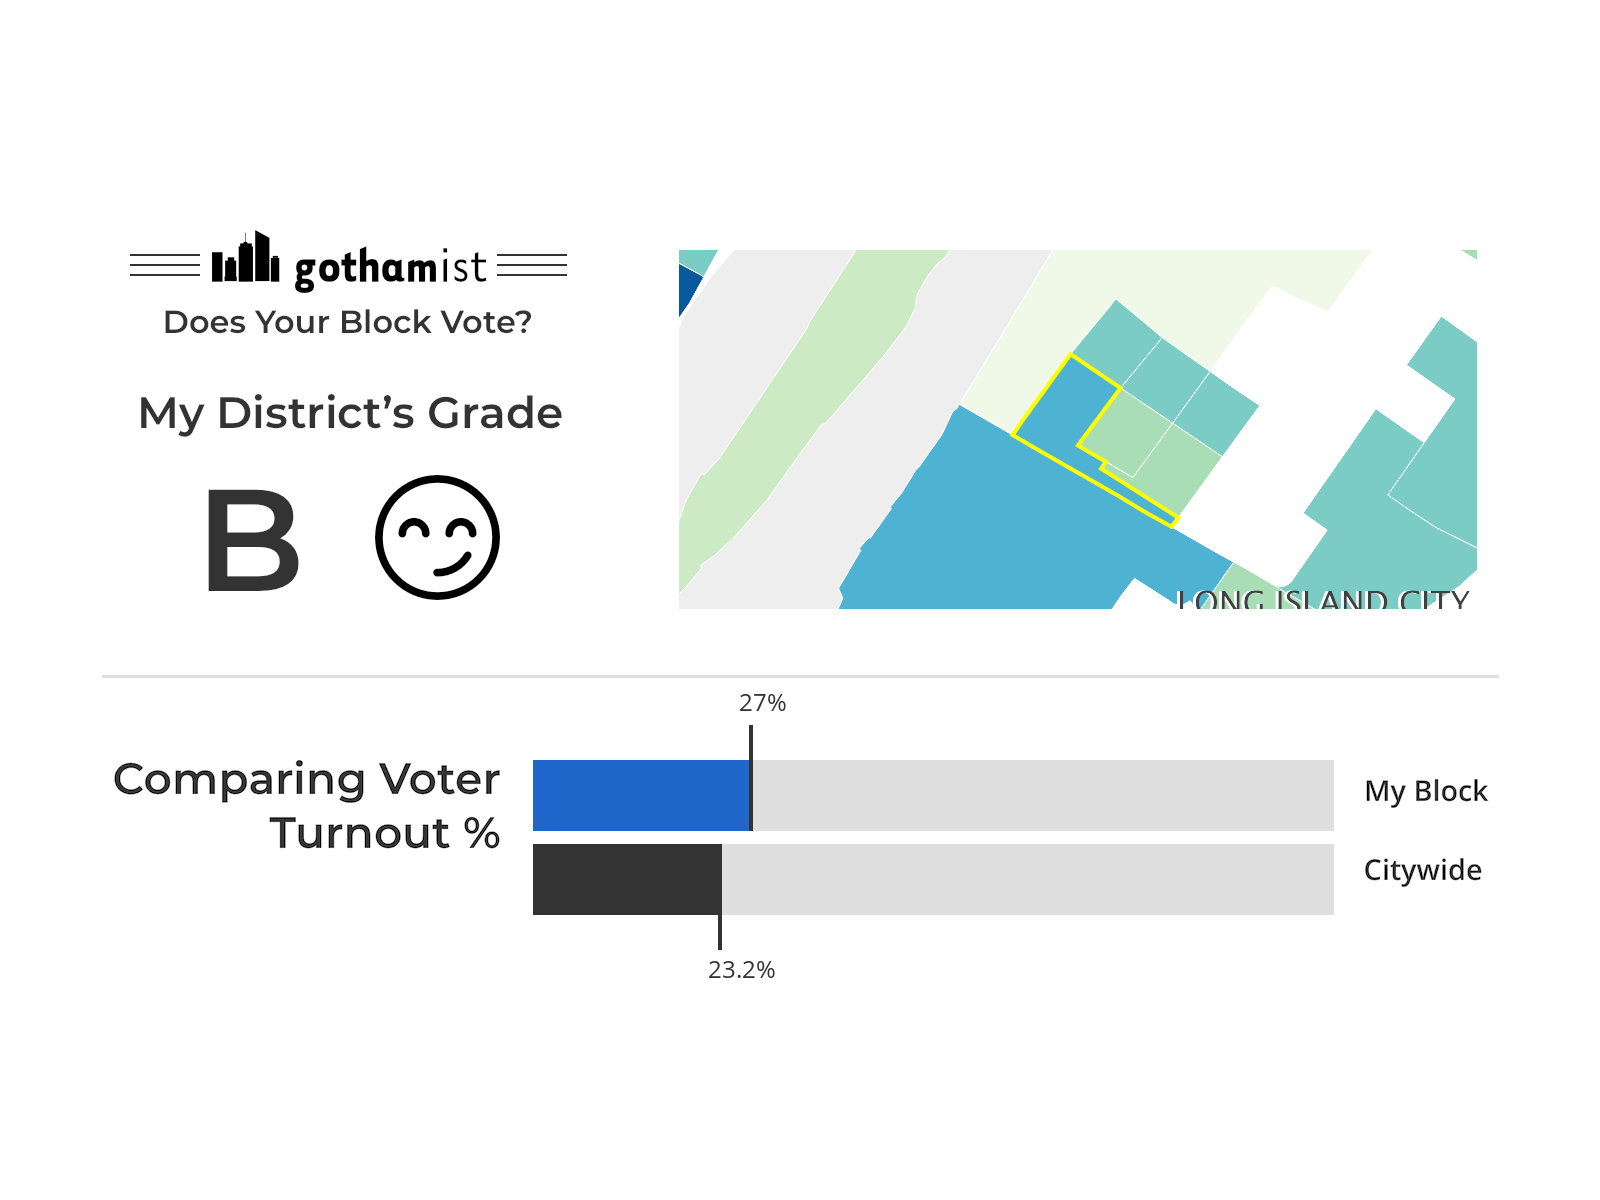 gothamist
Does Your Block Vote?
My District's Grade
B
LONG ISLAND CITY
27%
Comparing Voter
Turnout %
My Block
Citywide
23.2%